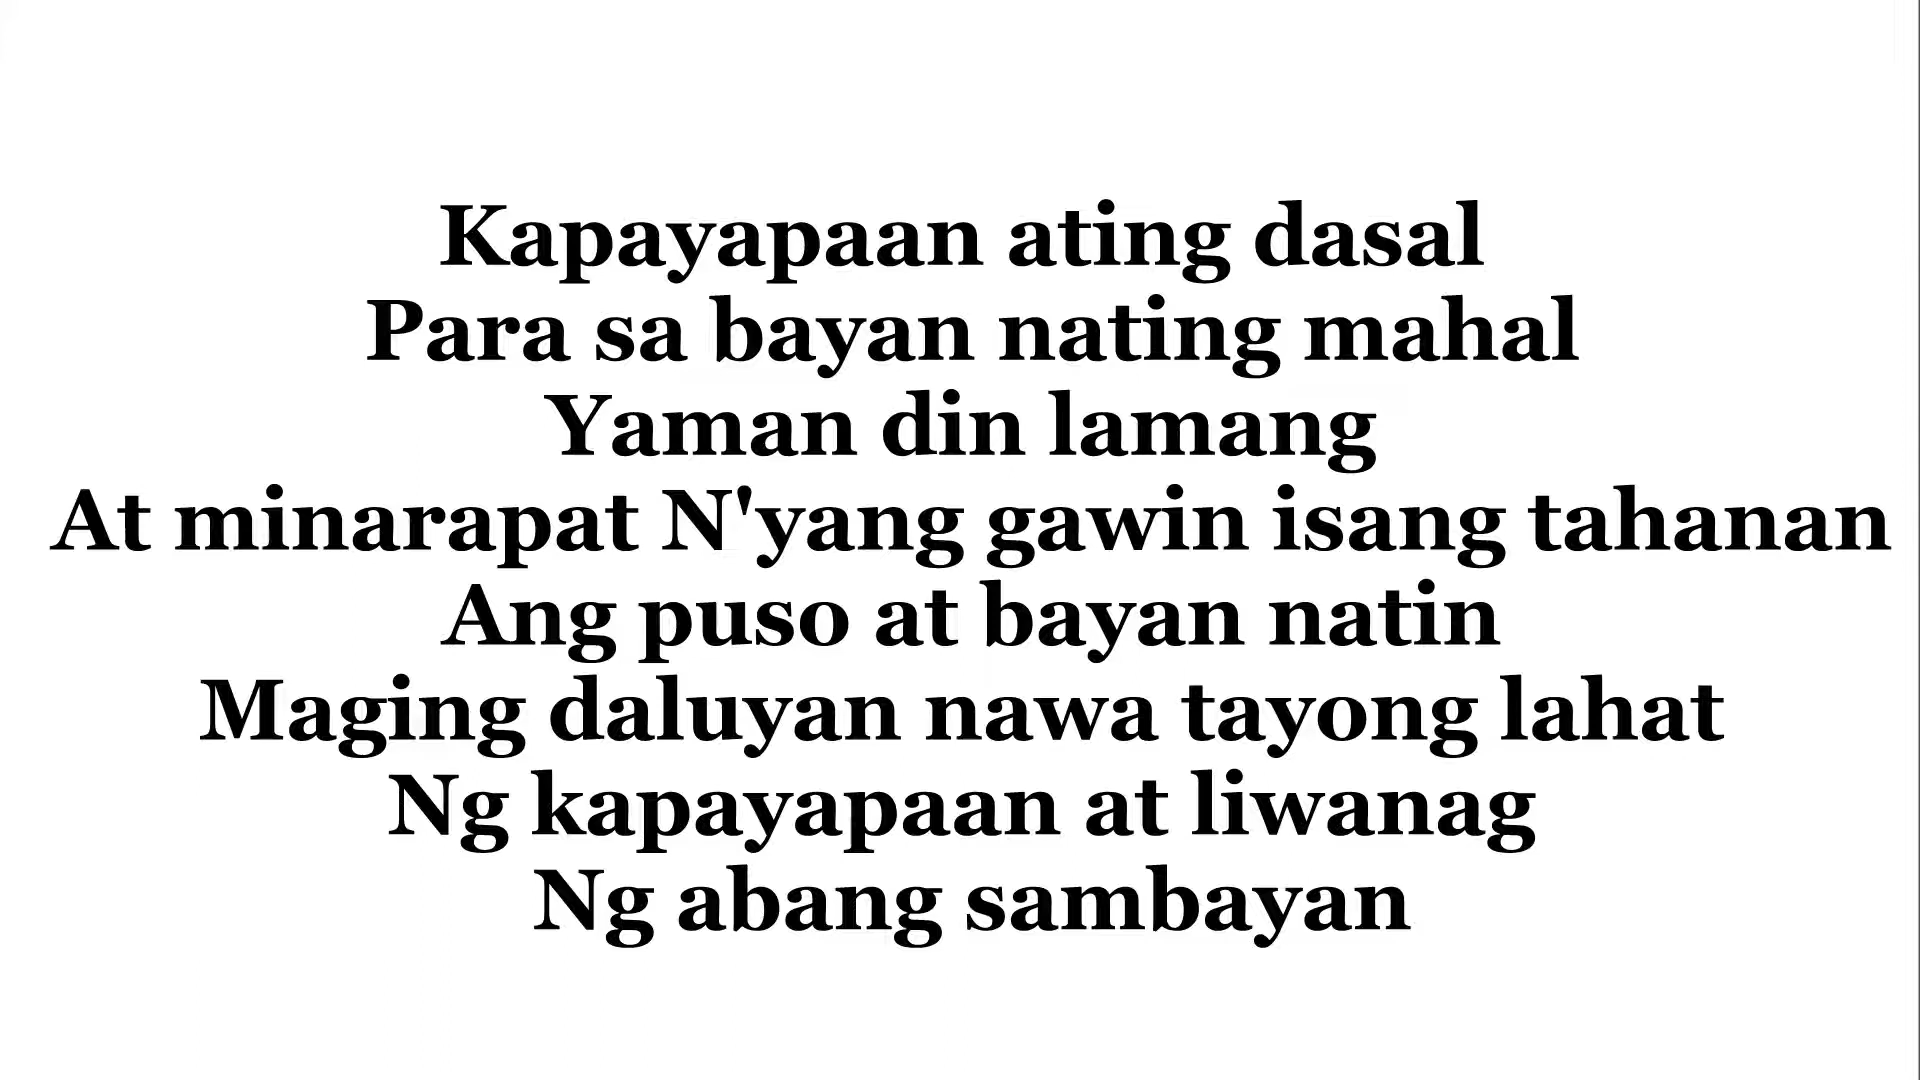 Kapayapaan ating dasal
Para sa bayan nating mahal
Yaman din lamang
At minarapat N'yang gawin isang tahanan
Ang puso at bayan natin
Maging daluyan nawa tayong lahat
Ng kapayapaan at liwanag
Ng abang sambayan